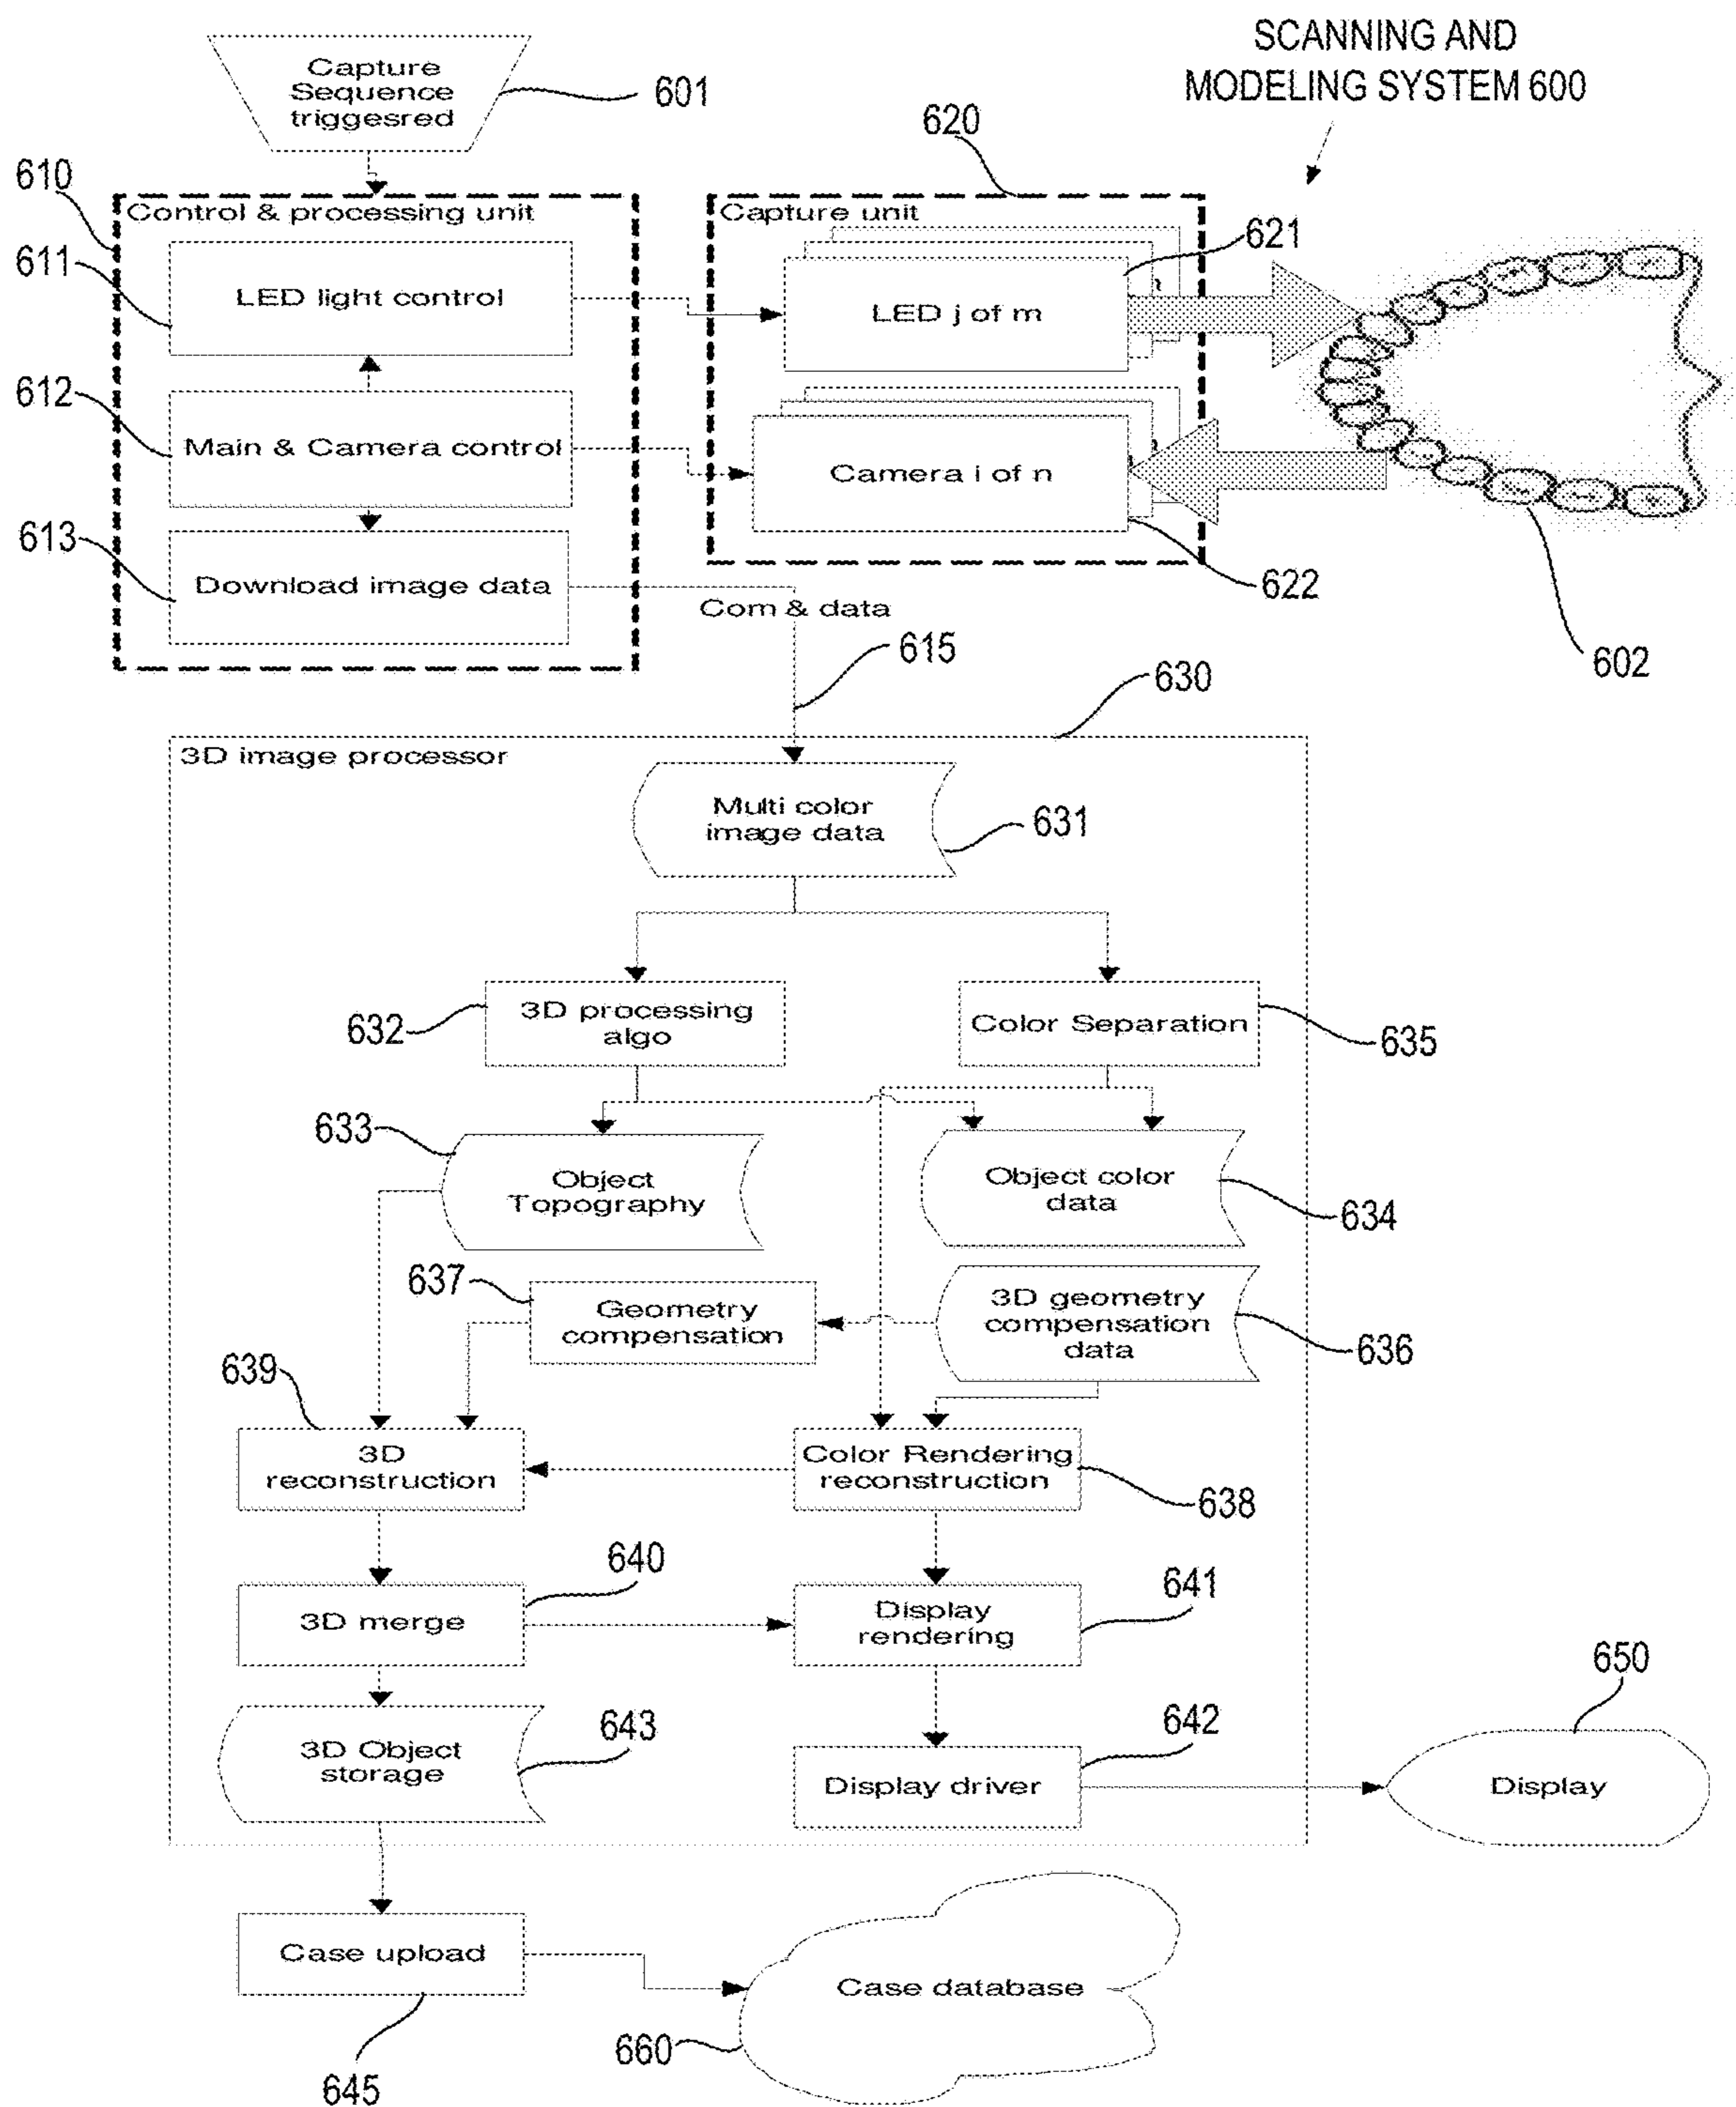 SCANNING AND
MODELING SYSTEM 600
Capture
Sequence
triggesred
601
610
620
Control & processing unit
Capture unit
611
LED light control
LED j of m
621
612
Main & Camera control
Camera i of n
622
602
613
Download image data
Com & data
615
630
3D image processor
Multi color
image data
631
632
3D processing
algo
Color Separation
635
633
Object
Topography
Object color
data
634
637
Geometry
compensation
3D geometry
compensation
data
636
639
3D
reconstruction
Color Rendering
reconstruction
638
640
3D merge
Display
rendering
641
643
3D Object
storage
642
Display driver
650
Display
Case upload
645
Case database
660